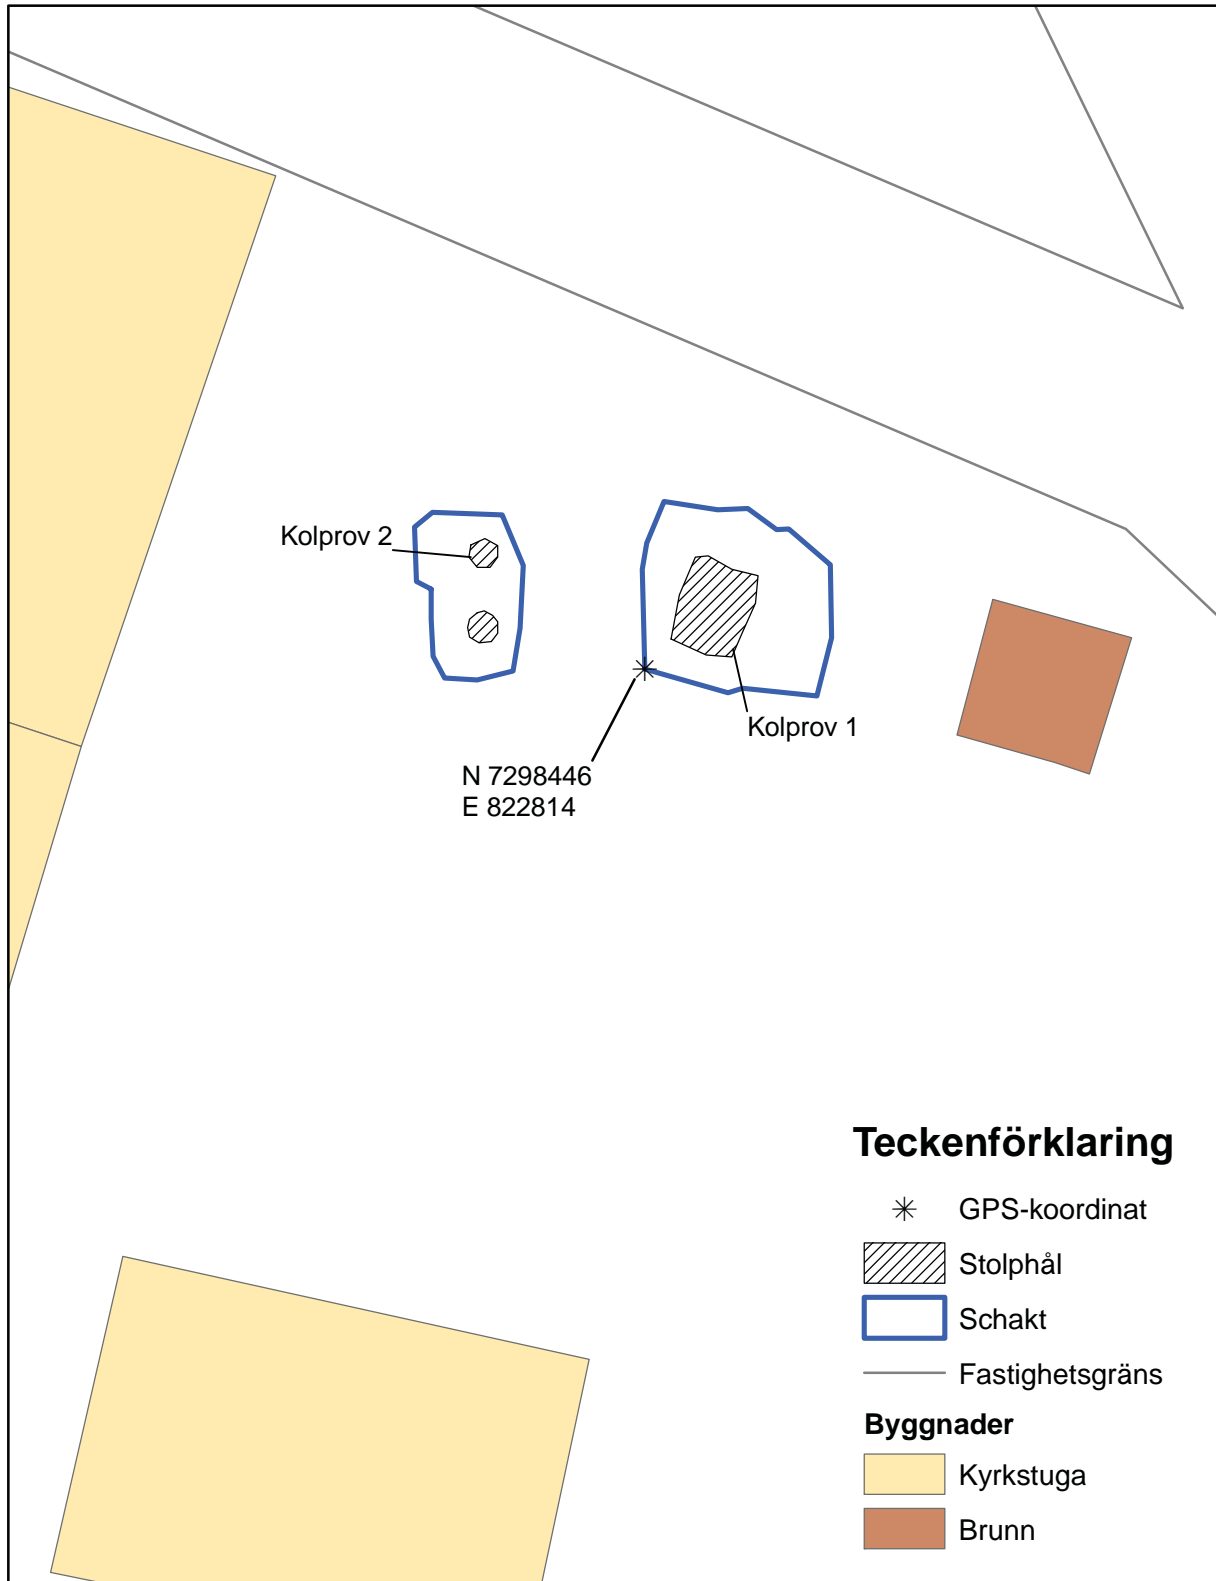 Kolprov 2
Kolprov 1
N 7298446
E 822814
Teckenförklaring
GPS-koordinat
Stolphål
Schakt
Fastighetsgräns
Byggnader
Kyrkstuga
Brunn